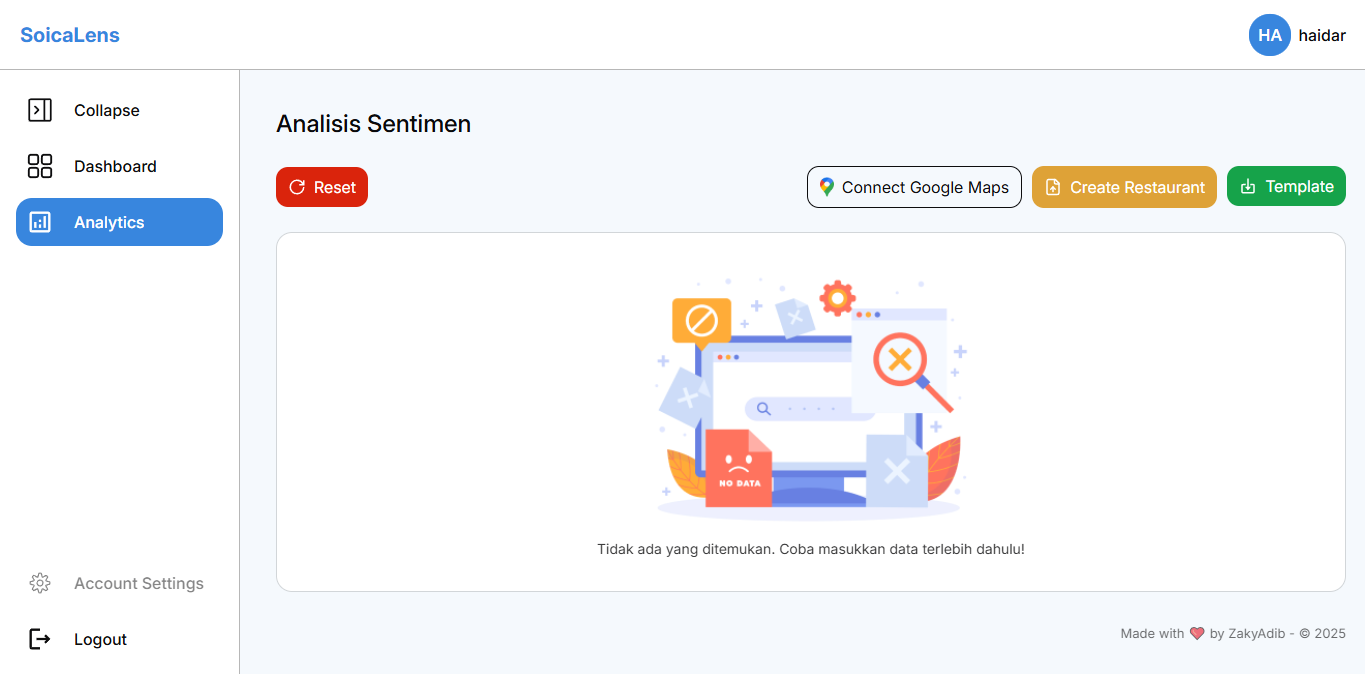 SoicaLens
HA haidar
Collapse
Dashboard
Analytics
Account Settings
Logout
Analisis Sentimen
Reset
Connect Google Maps
Create Restaurant
Template
NO DATA
Tidak ada yang ditemukan. Coba masukkan data terlebih dahulu!
Made with ❤️ by ZakyAdib - © 2025